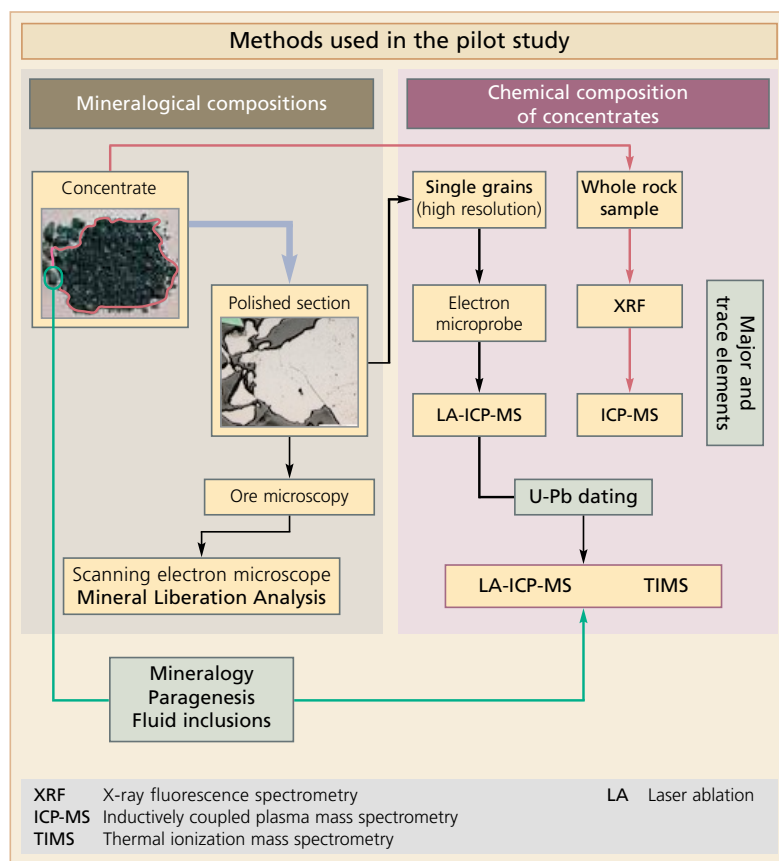 Methods used in the pilot study
Mineralogical compositions
Chemical composition
of concentrates
Concentrate
Polished section
Ore microscopy
Scanning electron microscope
Mineral Liberation Analysis
Single grains
(high resolution)
Electron
microprobe
LA-ICP-MS
Whole rock
sample
XRF
ICP-MS
Major and
trace elements
U-Pb dating
LA-ICP-MS TIMS
Mineralogy
Paragenesis
Fluid inclusions
XRF X-ray fluorescence spectrometry
ICP-MS Inductively coupled plasma mass spectrometry
TIMS Thermal ionization mass spectrometry
LA Laser ablation